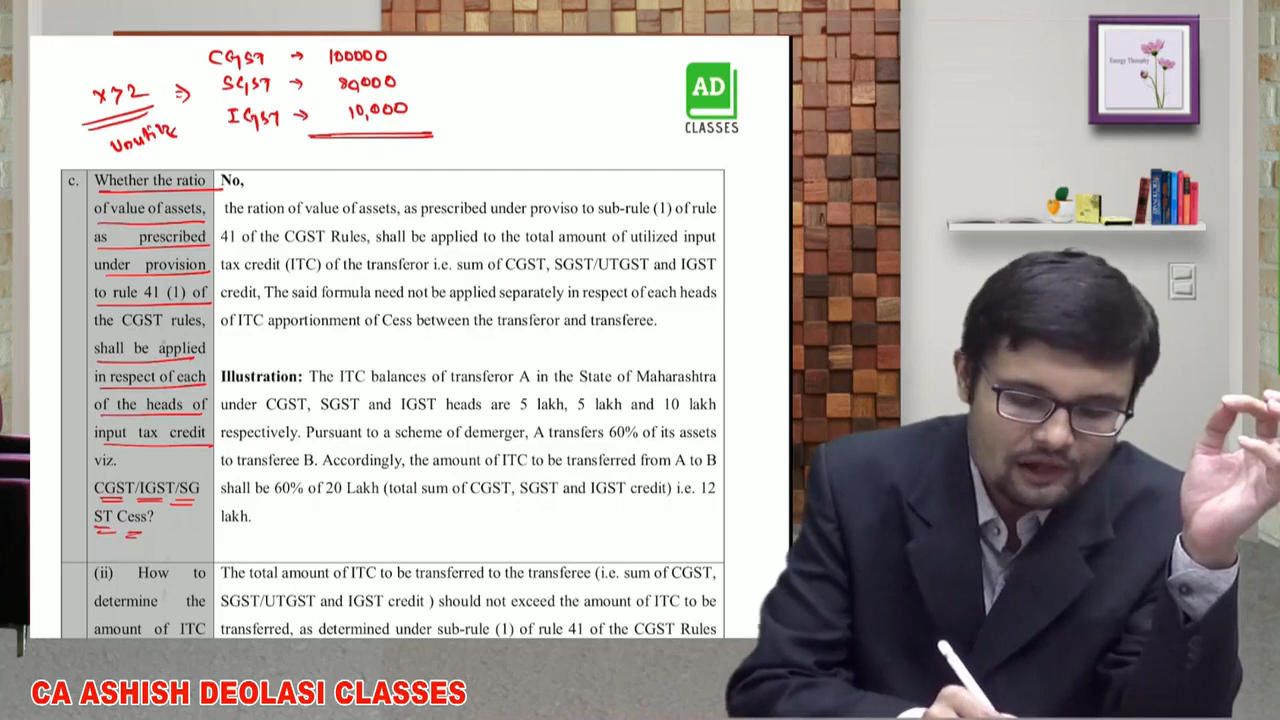 CGST → 100000
x > 2 ⇒ SGST → 80000
IGST → 10,000
AD
CLASSES
Energy Theraphy
c. Whether the ratio of value of assets, as prescribed under provision to rule 41 (1) of the CGST rules, shall be applied in respect of each of the heads of input tax credit viz. CGST/IGST/SG ST Cess?
No,
the ration of value of assets, as prescribed under proviso to sub-rule (1) of rule
41 of the CGST Rules, shall be applied to the total amount of utilized input
tax credit (ITC) of the transferor i.e. sum of CGST, SGST/UTGST and IGST
credit, The said formula need not be applied separately in respect of each heads
of ITC apportionment of Cess between the transferor and transferee.
Illustration: The ITC balances of transferor A in the State of Maharashtra
under CGST, SGST and IGST heads are 5 lakh, 5 lakh and 10 lakh
respectively. Pursuant to a scheme of demerger, A transfers 60% of its assets
to transferee B. Accordingly, the amount of ITC to be transferred from A to B
shall be 60% of 20 Lakh (total sum of CGST, SGST and IGST credit) i.e. 12
lakh.
(ii) How to
determine the
amount of ITC
The total amount of ITC to be transferred to the transferee (i.e. sum of CGST,
SGST/UTGST and IGST credit ) should not exceed the amount of ITC to be
transferred, as determined under sub-rule (1) of rule 41 of the CGST Rules
CA ASHISH DEOLASI CLASSES